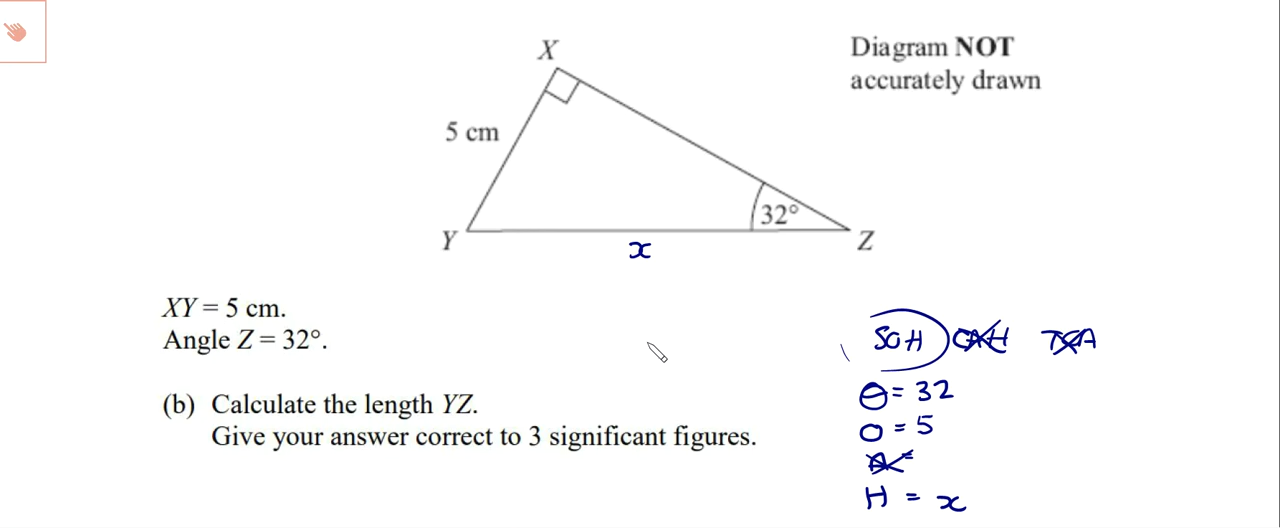 X
Diagram NOT
accurately drawn
5 cm
32°
Y
Z
x
XY = 5 cm.
Angle Z = 32°.
SOH CAH TOA
θ = 32
(b) Calculate the length YZ.
O = 5
Give your answer correct to 3 significant figures.
A =
H = x